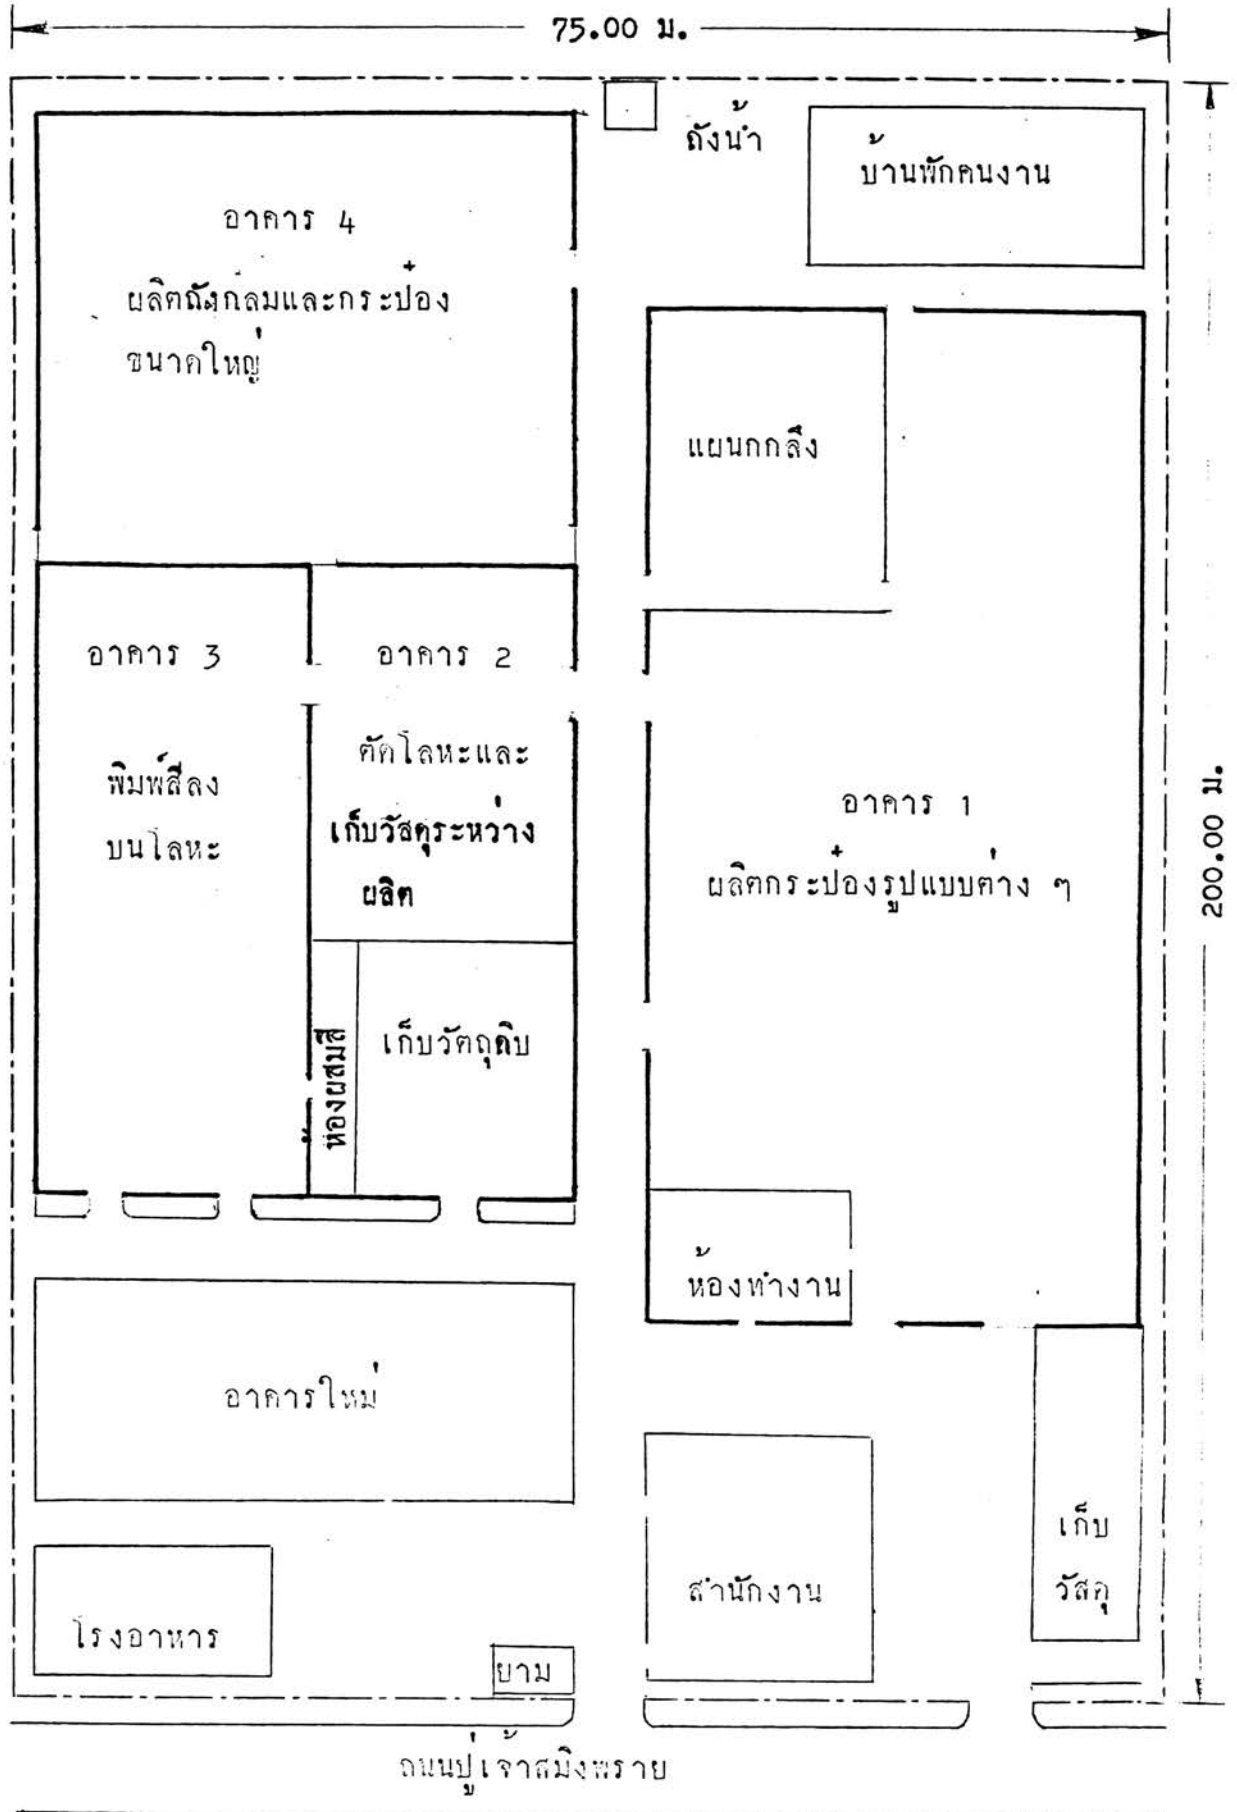 75.00 ม.
ถังน้ำ
บ้านพักคนงาน
อาคาร 4
ผลิตถังกลมและกระป๋อง
ขนาดใหญ่
แผนกกลึง
อาคาร 3
พิมพ์สีลง
บนโลหะ
อาคาร 2
ตัดโลหะและ
เก็บวัสดุระหว่าง
ผลิต
อาคาร 1
ผลิตกระป๋องรูปแบบต่าง ๆ
200.00 ม.
ห้องผสมสี
เก็บวัตถุดิบ
ห้องทำงาน
อาคารใหม่
เก็บ
วัสดุ
สำนักงาน
โรงอาหาร
ยาม
ถนนปู่เจ้าสมิงพราย